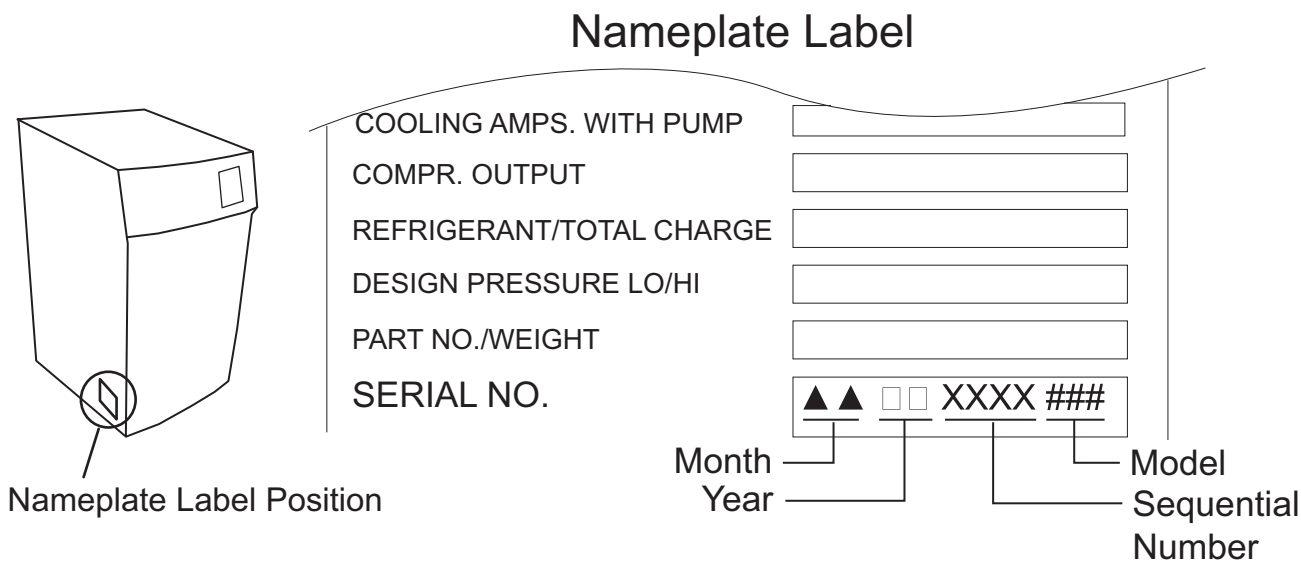 Nameplate Label
COOLING AMPS. WITH PUMP
COMPR. OUTPUT
REFRIGERANT/TOTAL CHARGE
DESIGN PRESSURE LO/HI
PART NO./WEIGHT
SERIAL NO. ▲▲ □□ XXXX ###
Month
Year
Model
Sequential
Number
Nameplate Label Position